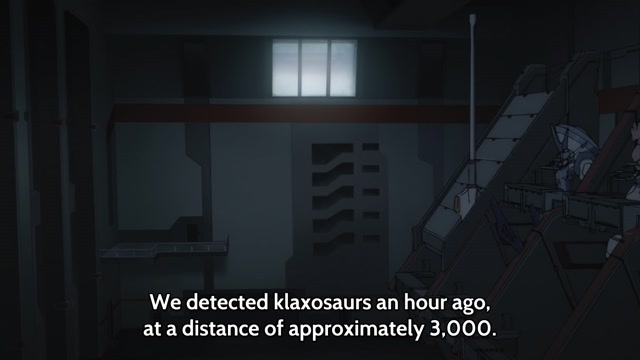 We detected klaxosaurs an hour ago,
at a distance of approximately 3,000.